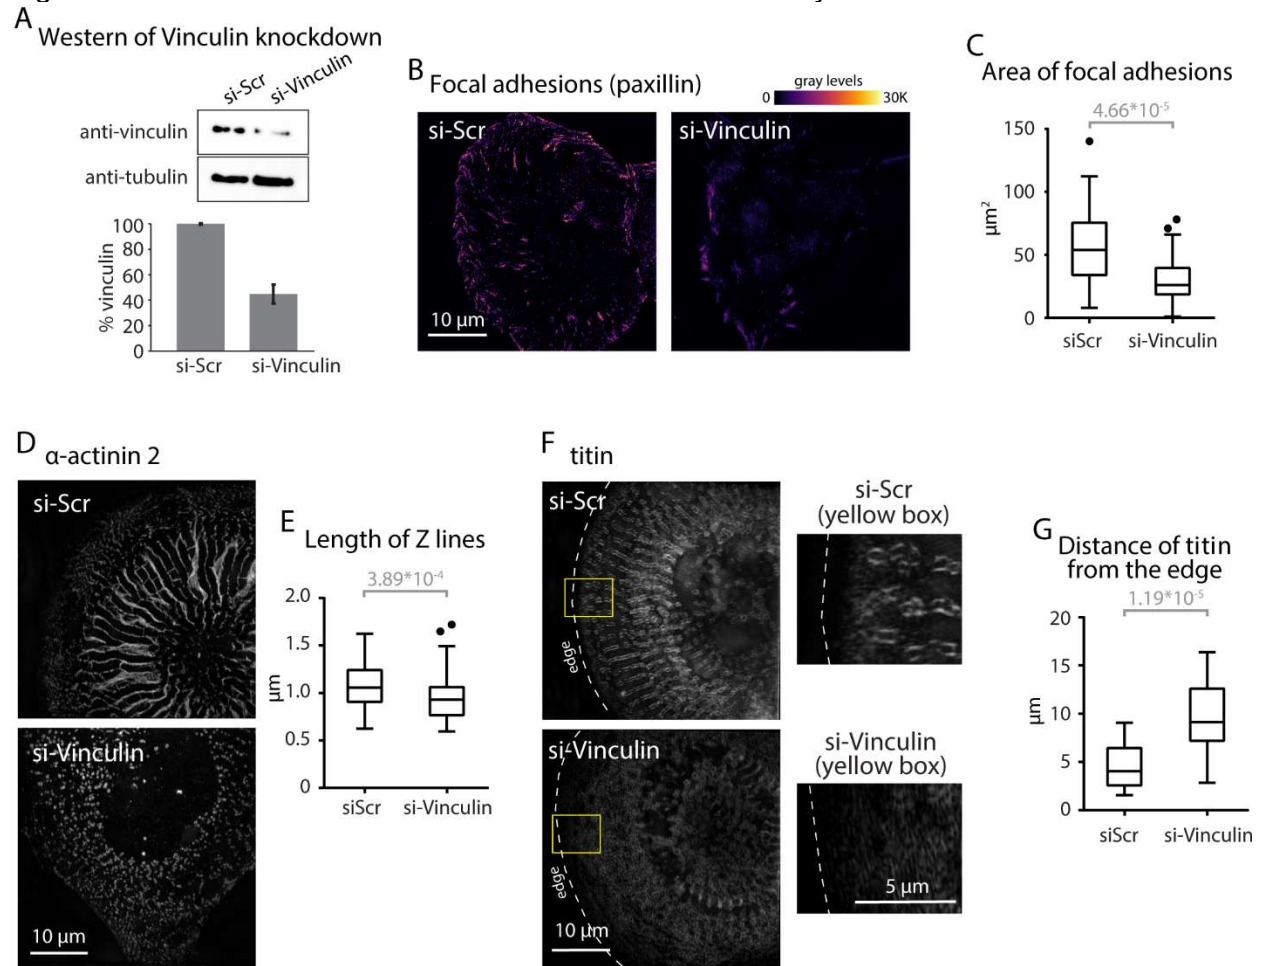 A
Western of Vinculin knockdown
si-Scr
si-Vinculin
anti-vinculin
anti-tubulin
100
80
60
40
20
0
% vinculin
si-Scr
si-Vinculin
B
Focal adhesions (paxillin)
gray levels
0
30K
si-Scr
si-Vinculin
10 µm
C
Area of focal adhesions
4.66*10⁻⁵
150
100
50
0
µm²
siScr
si-Vinculin
D
α-actinin 2
si-Scr
si-Vinculin
10 µm
E
Length of Z lines
3.89*10⁻⁴
2.0
1.5
1.0
0.5
0
µm
siScr
si-Vinculin
F
titin
si-Scr
edge
si-Vinculin
edge
10 µm
si-Scr
(yellow box)
si-Vinculin
(yellow box)
5 µm
G
Distance of titin
from the edge
1.19*10⁻⁵
20
15
10
5
0
µm
siScr
si-Vinculin